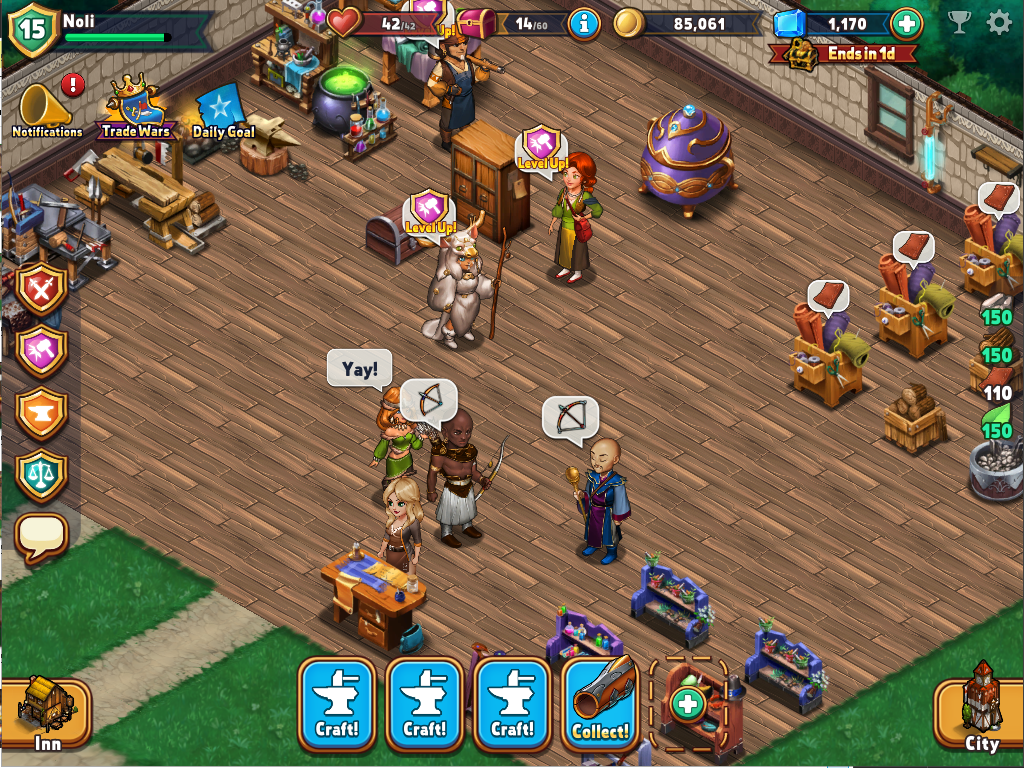 15
Noli
42/42
Up!
14/60
85,061
1,170
Ends in 1d
Notifications
Trade Wars
Daily Goal
Level Up!
Level Up!
150
150
110
150
Yay!
Craft!
Craft!
Craft!
Collect!
Inn
City